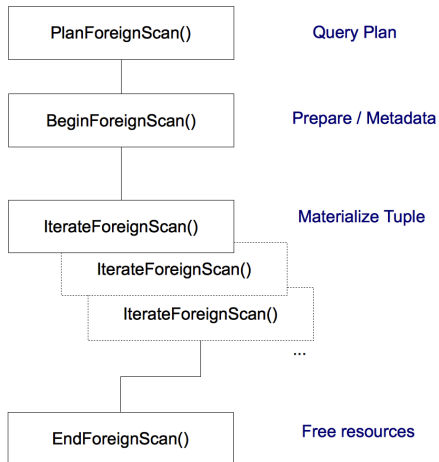 PlanForeignScan() Query Plan
BeginForeignScan() Prepare / Metadata
Materialize Tuple
IterateForeignScan()
IterateForeignScan()
IterateForeignScan()
...
EndForeignScan() Free resources